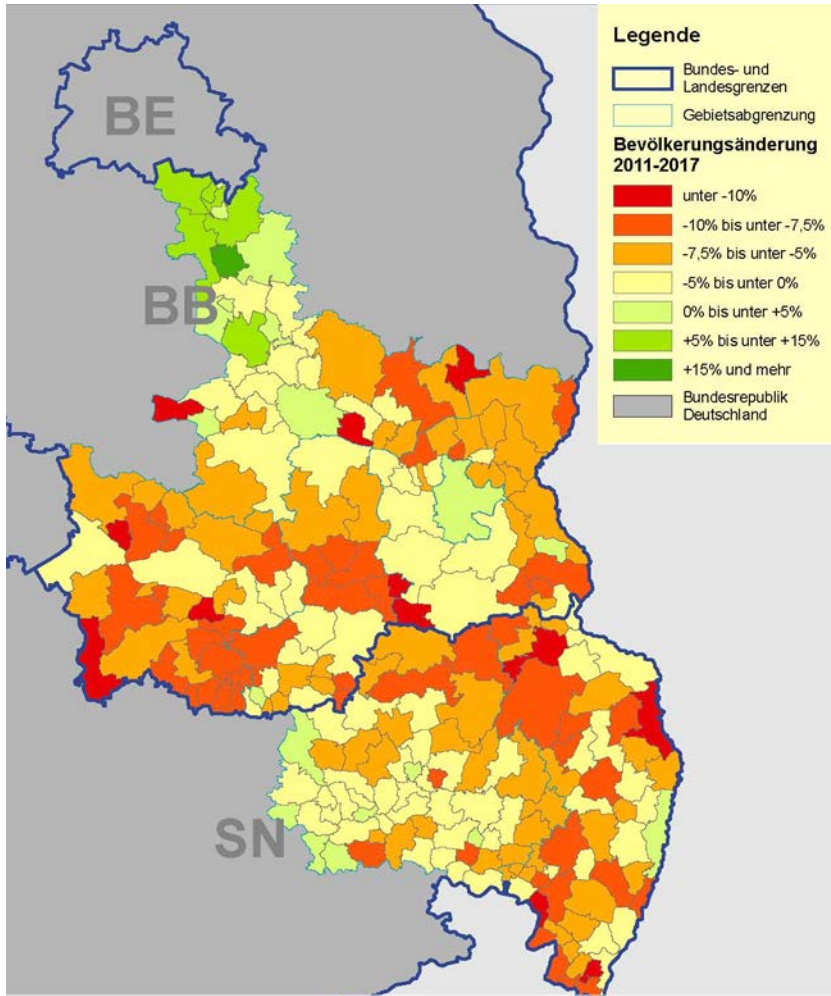 Legende
Bundes- und
Landesgrenzen
Gebietsabgrenzung
Bevölkerungsänderung
2011-2017
unter -10%
-10% bis unter -7,5%
-7,5% bis unter -5%
-5% bis unter 0%
0% bis unter +5%
+5% bis unter +15%
+15% und mehr
Bundesrepublik
Deutschland
BE
BB
SN